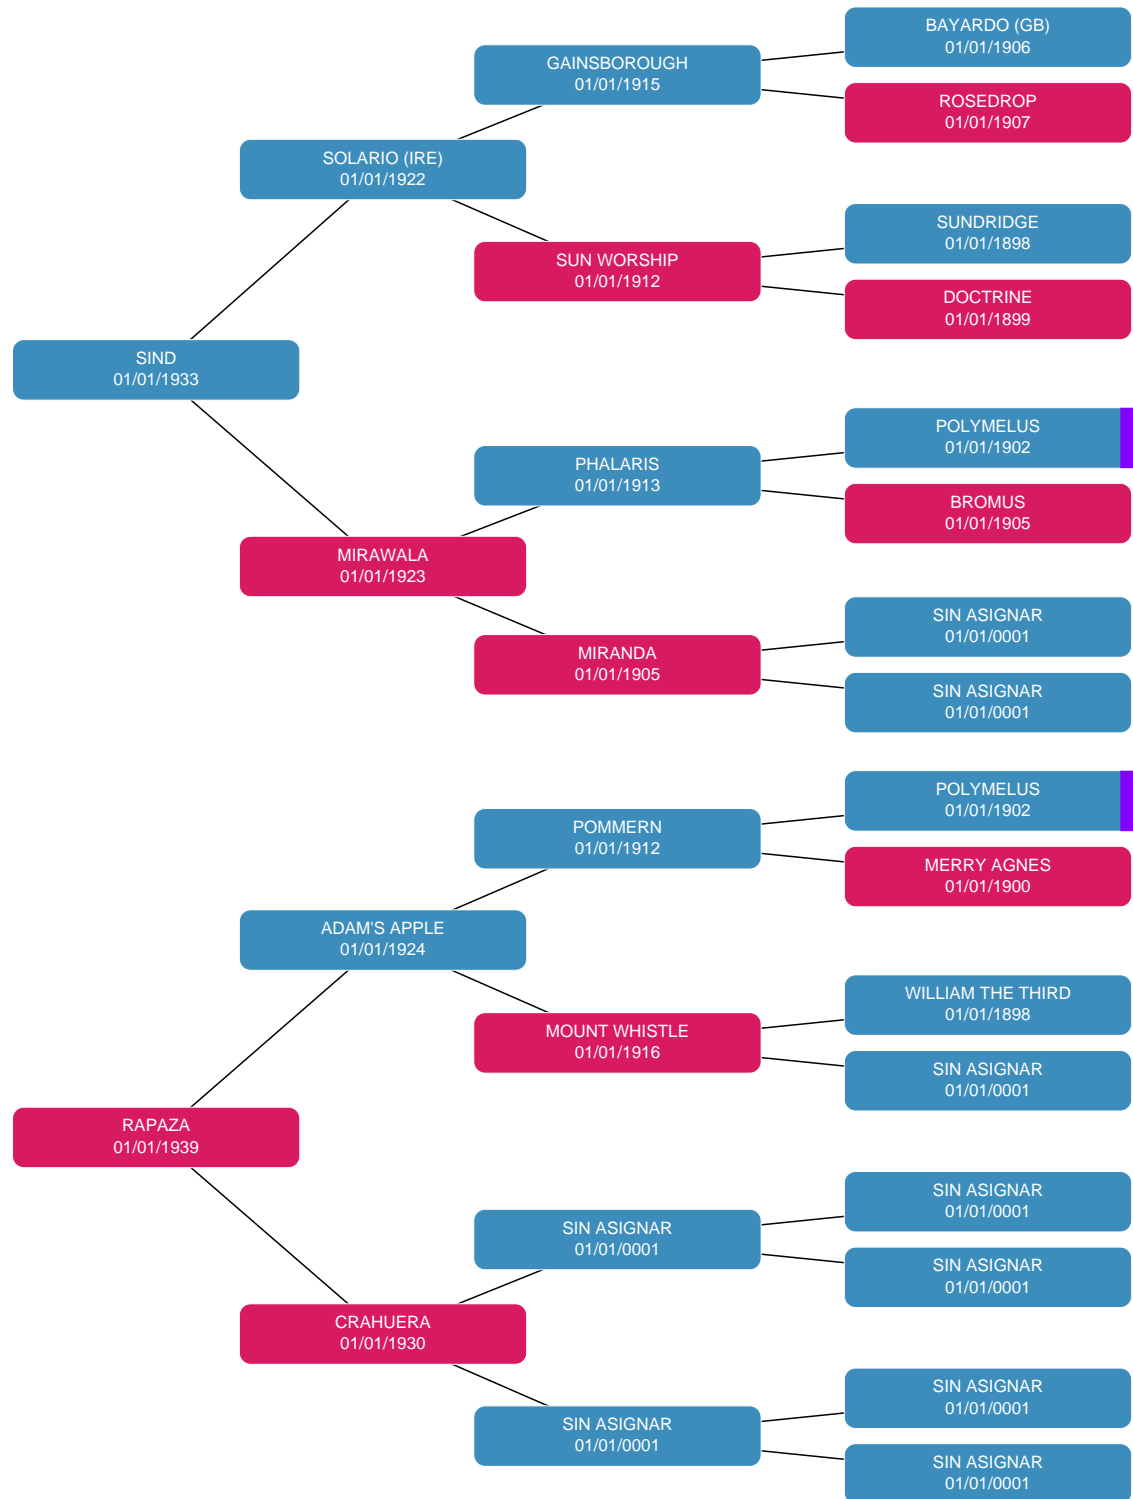 BAYARDO (GB)
01/01/1906
GAINSBOROUGH
01/01/1915
ROSEDROP
01/01/1907
SOLARIO (IRE)
01/01/1922
SUNDRIDGE
01/01/1898
SUN WORSHIP
01/01/1912
DOCTRINE
01/01/1899
SIND
01/01/1933
POLYMELUS
01/01/1902
PHALARIS
01/01/1913
BROMUS
01/01/1905
MIRAWALA
01/01/1923
SIN ASIGNAR
01/01/0001
MIRANDA
01/01/1905
SIN ASIGNAR
01/01/0001
POLYMELUS
01/01/1902
POMMERN
01/01/1912
MERRY AGNES
01/01/1900
ADAM'S APPLE
01/01/1924
WILLIAM THE THIRD
01/01/1898
MOUNT WHISTLE
01/01/1916
SIN ASIGNAR
01/01/0001
RAPAZA
01/01/1939
SIN ASIGNAR
01/01/0001
SIN ASIGNAR
01/01/0001
SIN ASIGNAR
01/01/0001
CRAHUERA
01/01/1930
SIN ASIGNAR
01/01/0001
SIN ASIGNAR
01/01/0001
SIN ASIGNAR
01/01/0001